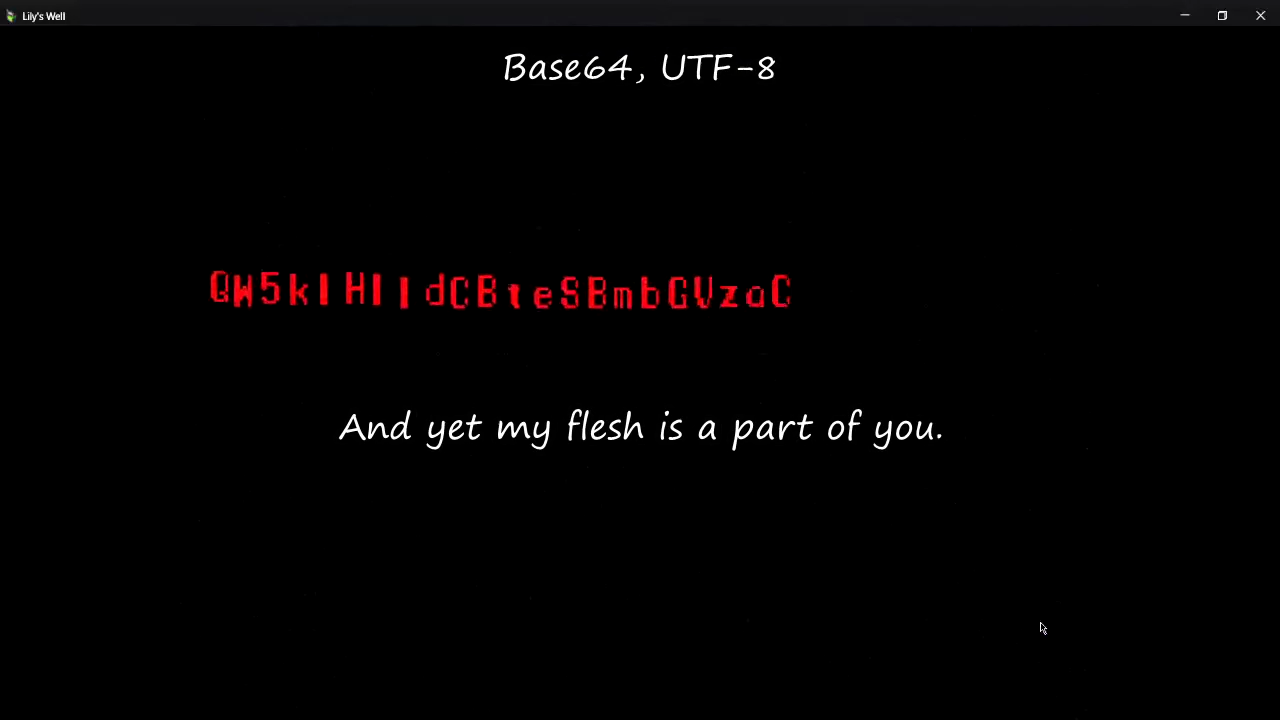 Lily's Well
Base64, UTF-8
QW5kIHlldCBteSBmbGVzaC
And yet my flesh is a part of you.